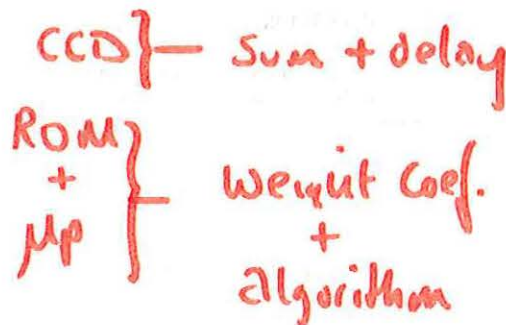 CCD } — Sum + delay
ROM
+
μp } — Weight Coef.
+
algorithm